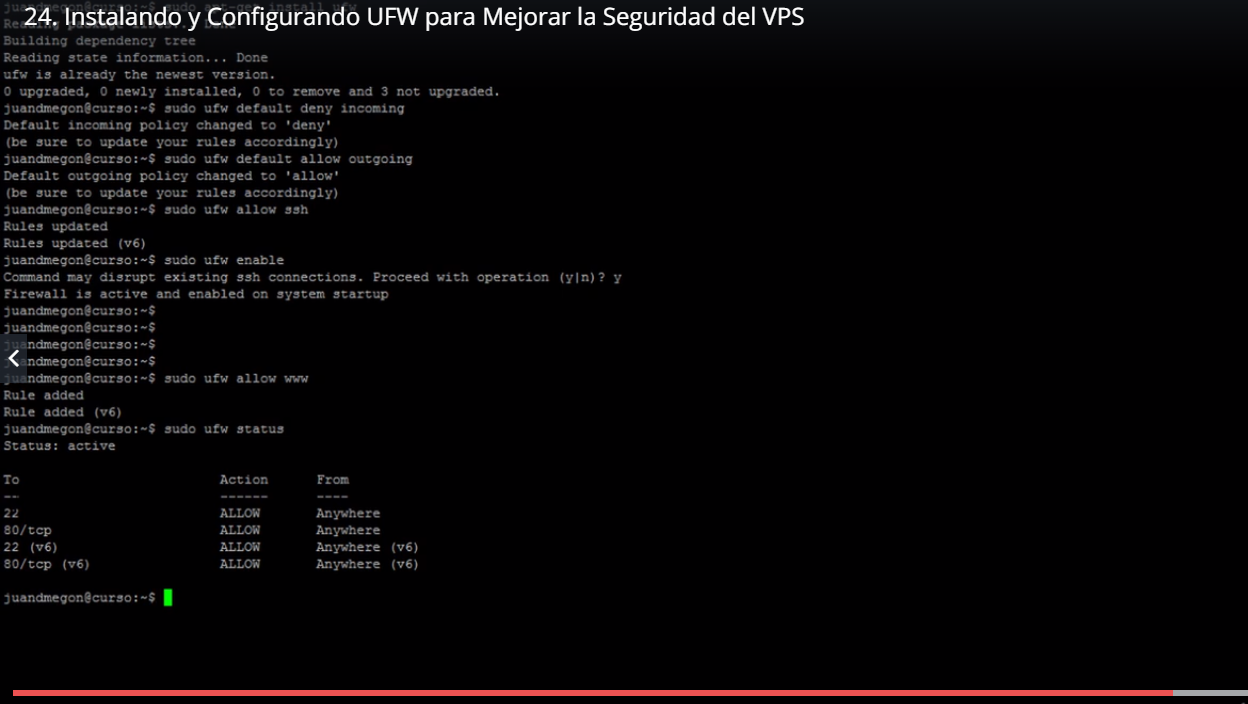 24. Instalando y Configurando UFW para Mejorar la Seguridad del VPS
Building dependency tree
Reading state information... Done
ufw is already the newest version.
0 upgraded, 0 newly installed, 0 to remove and 3 not upgraded.
juandmegon@curso:~$ sudo ufw default deny incoming
Default incoming policy changed to 'deny'
(be sure to update your rules accordingly)
juandmegon@curso:~$ sudo ufw default allow outgoing
Default outgoing policy changed to 'allow'
(be sure to update your rules accordingly)
juandmegon@curso:~$ sudo ufw allow ssh
Rules updated
Rules updated (v6)
juandmegon@curso:~$ sudo ufw enable
Command may disrupt existing ssh connections. Proceed with operation (y|n)? y
Firewall is active and enabled on system startup
juandmegon@curso:~$
juandmegon@curso:~$
juandmegon@curso:~$
juandmegon@curso:~$
juandmegon@curso:~$ sudo ufw allow www
Rule added
Rule added (v6)
juandmegon@curso:~$ sudo ufw status
Status: active
To Action From
-- ------ ----
22 ALLOW Anywhere
80/tcp ALLOW Anywhere
22 (v6) ALLOW Anywhere (v6)
80/tcp (v6) ALLOW Anywhere (v6)
juandmegon@curso:~$